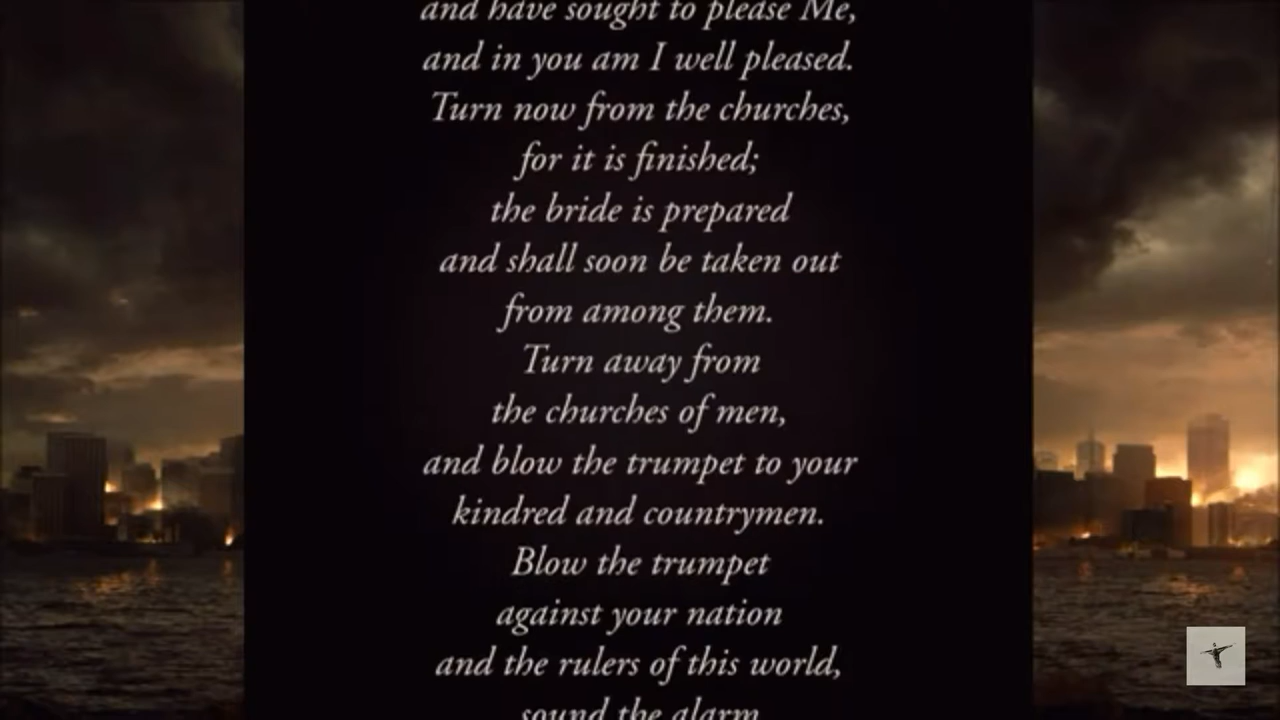 and have sought to please Me,
and in you am I well pleased.
Turn now from the churches,
for it is finished;
the bride is prepared
and shall soon be taken out
from among them.
Turn away from
the churches of men,
and blow the trumpet to your
kindred and countrymen.
Blow the trumpet
against your nation
and the rulers of this world,
sound the alarm